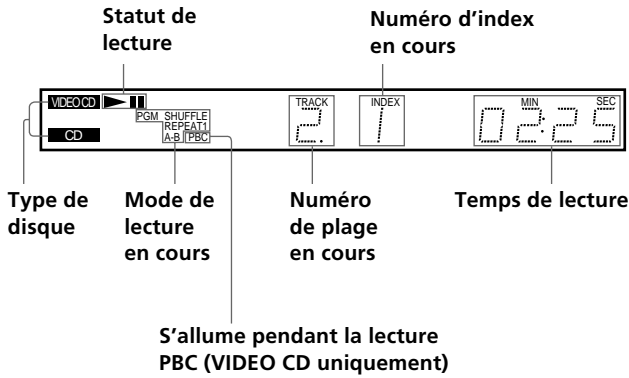 Statut de
lecture
Numéro d’index
en cours
VIDEO CD
TRACK
INDEX
MIN
SEC
PGM SHUFFLE
REPEAT1
A-B PBC
CD
2.
1
02:25
Type de
disque
Mode de
lecture
en cours
Numéro
de plage
en cours
Temps de lecture
S’allume pendant la lecture
PBC (VIDEO CD uniquement)